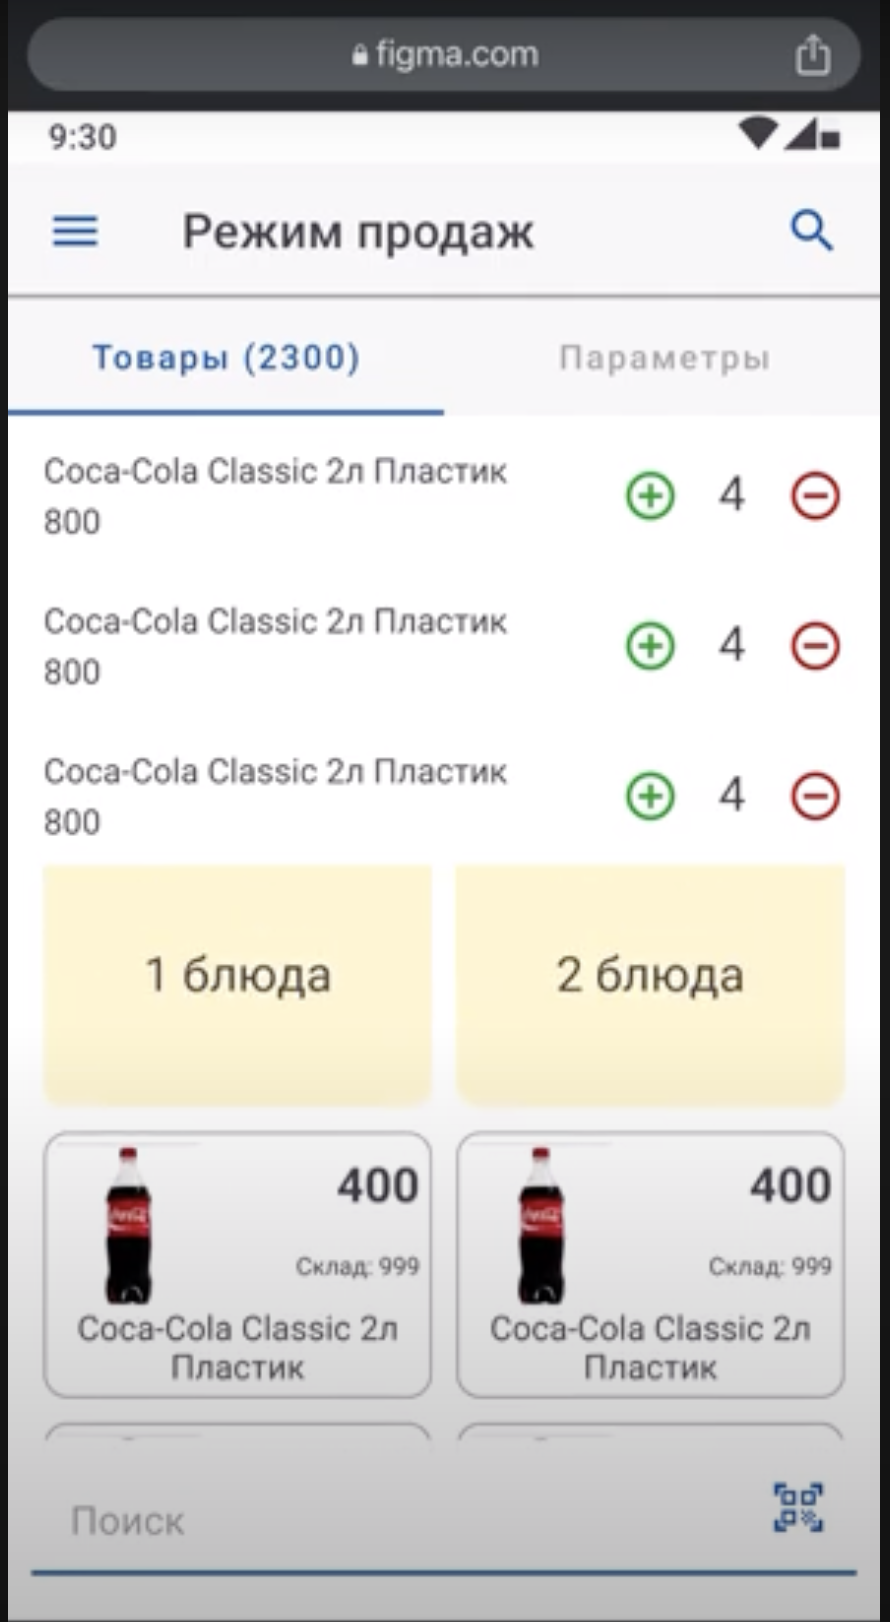 figma.com
9:30
Режим продаж
Товары (2300)
Параметры
Coca-Cola Classic 2л Пластик
800
4
Coca-Cola Classic 2л Пластик
800
4
Coca-Cola Classic 2л Пластик
800
4
1 блюда
2 блюда
400
Склад: 999
Coca-Cola Classic 2л
Пластик
400
Склад: 999
Coca-Cola Classic 2л
Пластик
Поиск